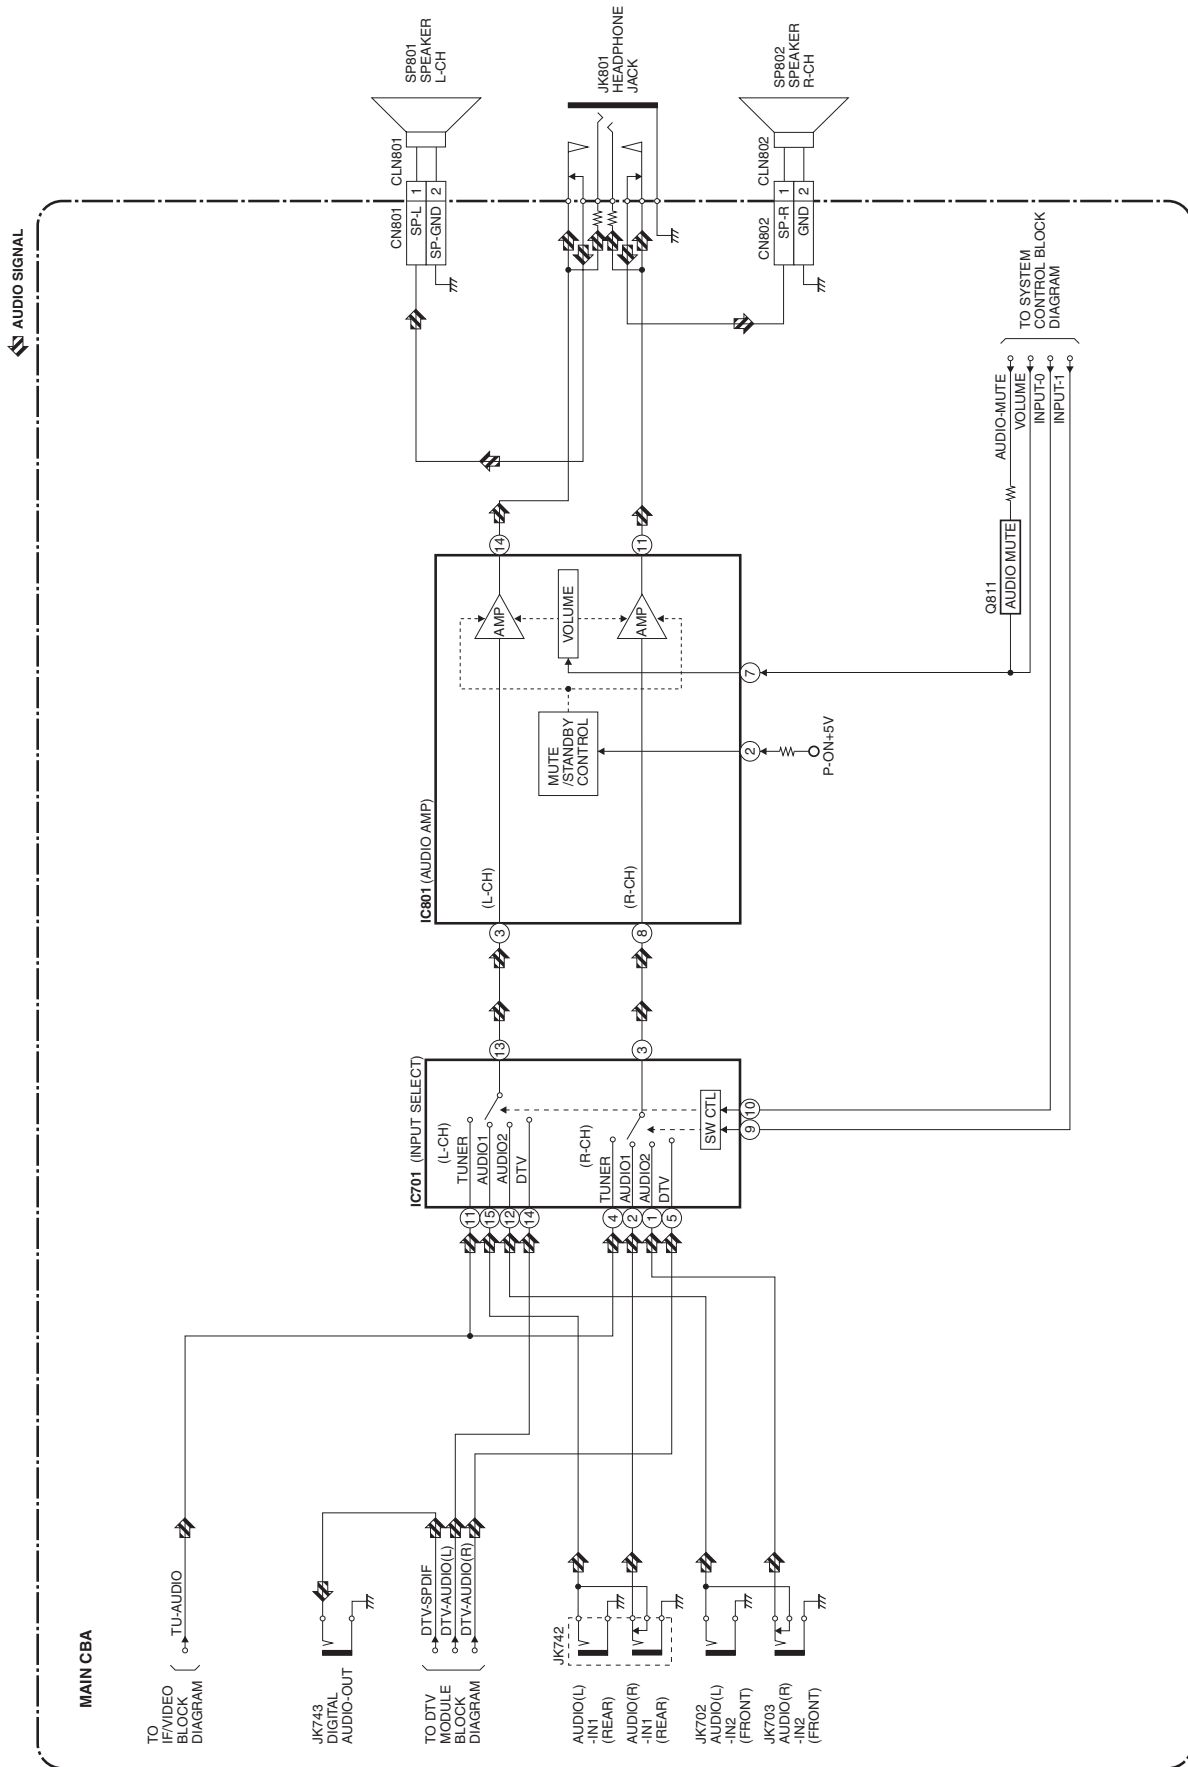 AUDIO SIGNAL
MAIN CBA
TO
IF/VIDEO
BLOCK
DIAGRAM
TU-AUDIO
JK743
DIGITAL
AUDIO-OUT
TO DTV
MODULE
BLOCK
DIAGRAM
DTV-SPDIF
DTV-AUDIO(L)
DTV-AUDIO(R)
JK742
AUDIO(L)
-IN1
(REAR)
AUDIO(R)
-IN1
(REAR)
JK702
AUDIO(L)
-IN2
(FRONT)
JK703
AUDIO(R)
-IN2
(FRONT)
IC701 (INPUT SELECT)
(L-CH)
11 TUNER
15 AUDIO1
12 AUDIO2
14 DTV
13
(R-CH)
4 TUNER
2 AUDIO1
1 AUDIO2
5 DTV
3
SW CTL
9
10
IC801 (AUDIO AMP)
3
(L-CH)
AMP
14
8
(R-CH)
AMP
11
MUTE
/STANDBY
CONTROL
VOLUME
2
7
P-ON+5V
Q811
AUDIO MUTE
AUDIO-MUTE
VOLUME
INPUT-0
INPUT-1
TO SYSTEM
CONTROL BLOCK
DIAGRAM
CN801
CLN801
SP-L 1
SP-GND 2
SP801
SPEAKER
L-CH
JK801
HEADPHONE
JACK
CN802
CLN802
SP-R 1
GND 2
SP802
SPEAKER
R-CH